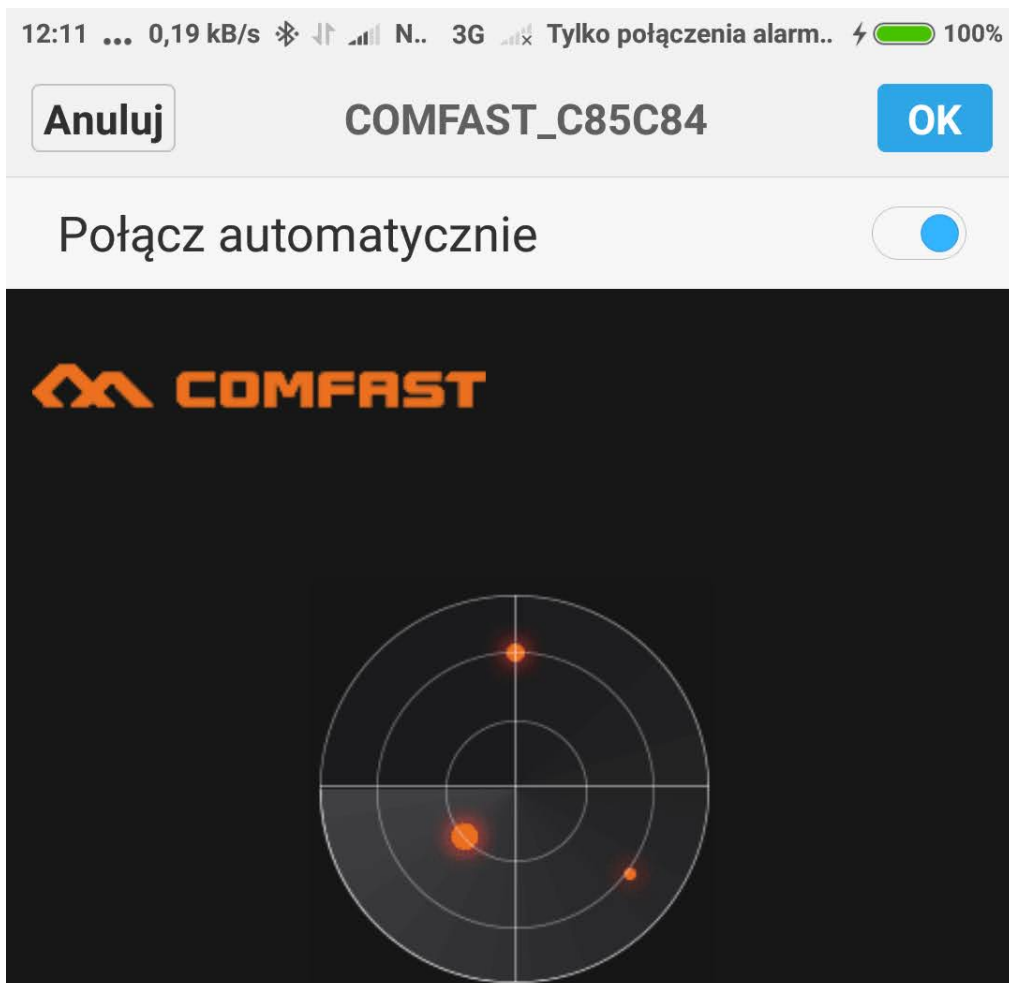 12:11 ... 0,19 kB/s N.. 3G Tylko połączenia alarm.. 100%
Anuluj COMFAST_C85C84 OK
Połącz automatycznie
COMFAST